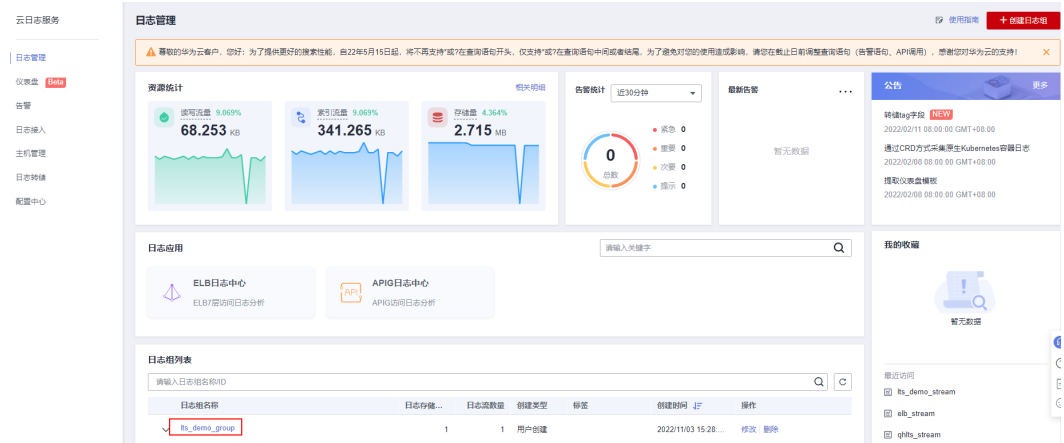 云日志服务
日志管理
仪表盘 Beta
告警
日志接入
主机管理
日志转储
配置中心
日志管理
使用指南
+ 创建日志组
尊敬的华为云客户，您好：为了提供更好的搜索性能，自22年5月15日起，将不再支持*或?在查询语句开头，仅支持*或?在查询语句中间或者结尾，为了避免对您的使用造成影响，请您在截止日前调整查询语句（告警语句、API调用），感谢您对华为云的支持！
资源统计
相关明细
读写流量 9.069%
68.253 KB
索引流量 9.069%
341.265 KB
存储量 4.364%
2.715 MB
告警统计
近30分钟
0
总数
紧急 0
重要 0
次要 0
提示 0
最新告警
...
暂无数据
公告
更多
转储tag字段 NEW
2022/02/11 08:00:00 GMT+08:00
通过CRD方式采集原生Kubernetes容器日志
2022/02/08 08:00:00 GMT+08:00
提取仪表盘模板
2022/02/08 08:00:00 GMT+08:00
日志应用
请输入关键字
ELB日志中心
ELB7层访问日志分析
API
APIG日志中心
APIG访问日志分析
我的收藏
暂无数据
日志组列表
请输入日志组名称/ID
日志组名称 日志存储... 日志流数量 创建类型 标签 创建时间 操作
lts_demo_group 1 1 用户创建 2022/11/03 15:28:... 修改 删除
最近访问
lts_demo_stream
elb_stream
qhlts_stream